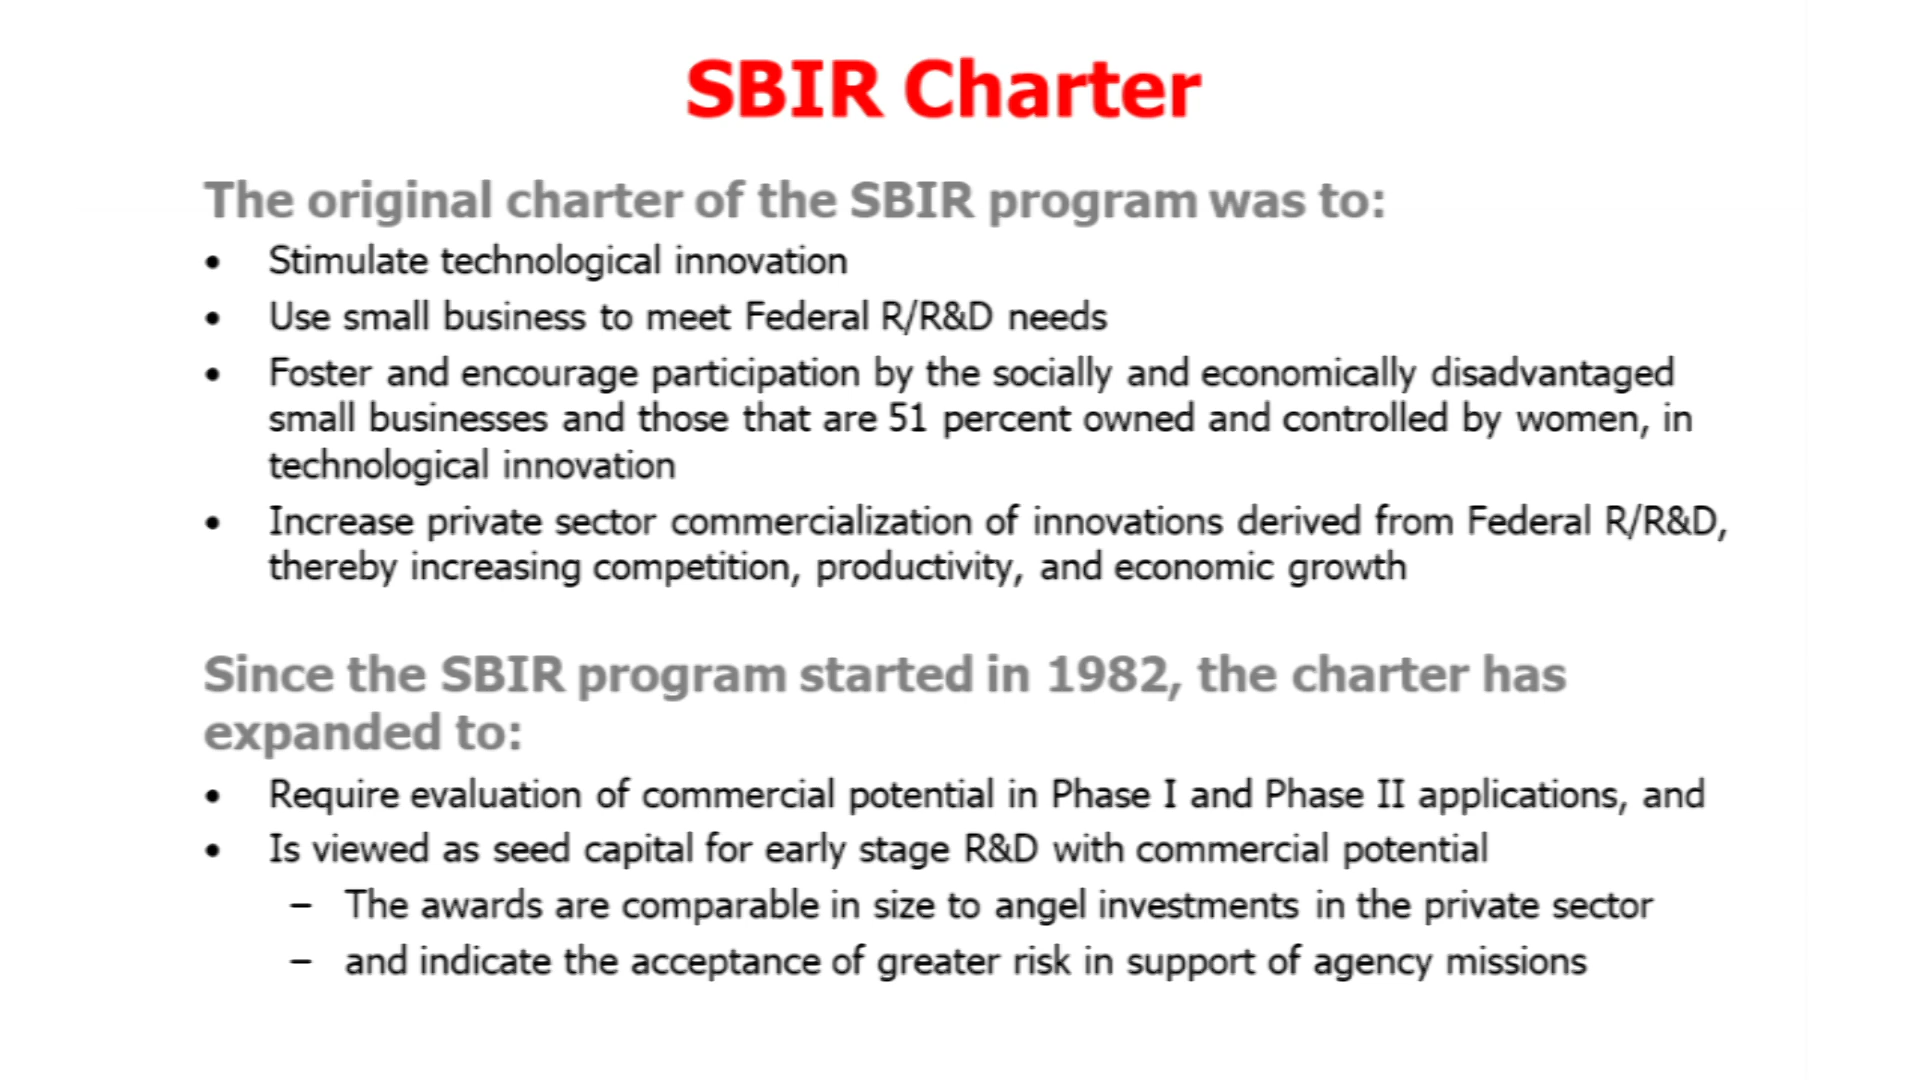 SBIR Charter
The original charter of the SBIR program was to:
• Stimulate technological innovation
• Use small business to meet Federal R/R&D needs
• Foster and encourage participation by the socially and economically disadvantaged
small businesses and those that are 51 percent owned and controlled by women, in
technological innovation
• Increase private sector commercialization of innovations derived from Federal R/R&D,
thereby increasing competition, productivity, and economic growth
Since the SBIR program started in 1982, the charter has
expanded to:
• Require evaluation of commercial potential in Phase I and Phase II applications, and
• Is viewed as seed capital for early stage R&D with commercial potential
– The awards are comparable in size to angel investments in the private sector
– and indicate the acceptance of greater risk in support of agency missions